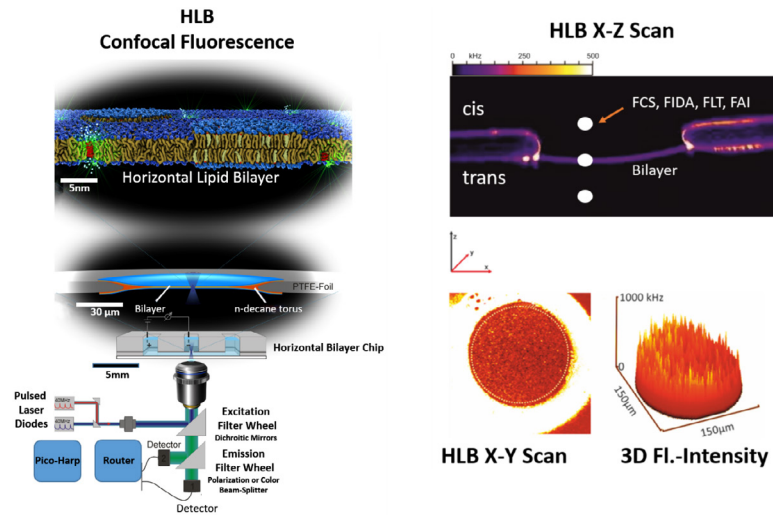 HLB
Confocal Fluorescence
5nm
Horizontal Lipid Bilayer
PTFE-Foil
30 µm
Bilayer
n-decane torus
Horizontal Bilayer Chip
5mm
Pulsed
Laser
Diodes
40MHz
40MHz
Excitation
Filter Wheel
Dichroitic Mirrors
Pico-Harp
Router
Detector
Emission
Filter Wheel
Polarization or Color
Beam-Splitter
Detector
HLB X-Z Scan
0 kHz 250 500
cis
FCS, FIDA, FLT, FAI
trans
Bilayer
z
y
x
1000 kHz
0
150µm
150µm
HLB X-Y Scan
3D Fl.-Intensity